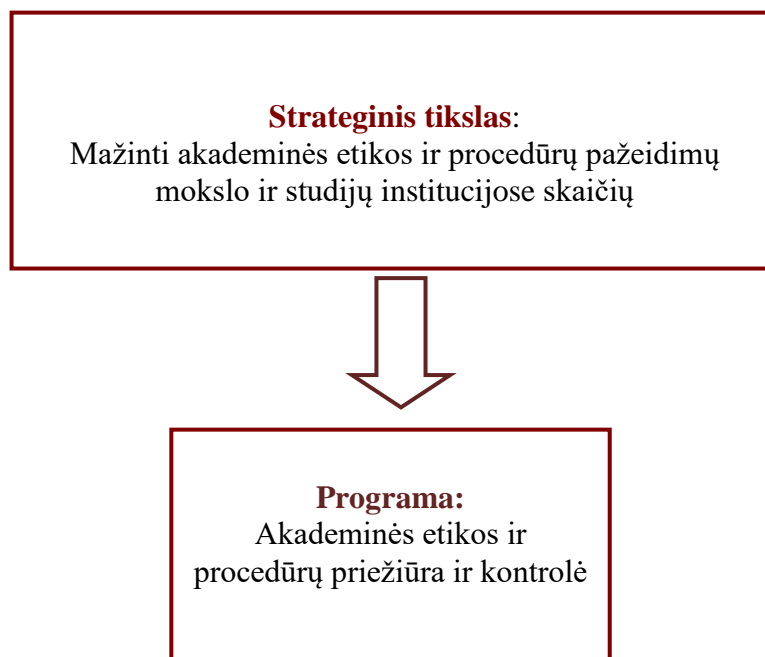 Strateginis tikslas:
Mažinti akademinės etikos ir procedūrų pažeidimų
mokslo ir studijų institucijose skaičių
Programa:
Akademinės etikos ir
procedūrų priežiūra ir kontrolė